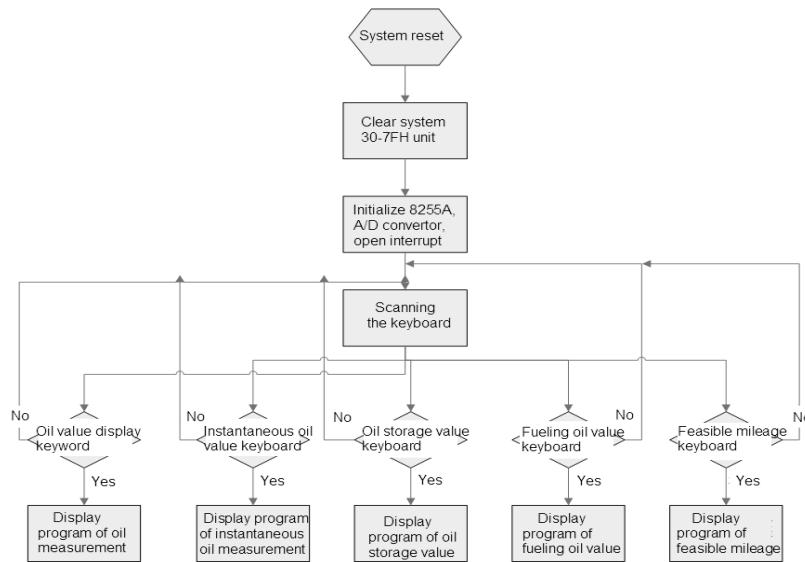 System reset
Clear system
30-7FH unit
Initialize 8255A,
A/D convertor,
open interrupt
Scanning
the keyboard
No
Oil value display
keyword
Yes
No
Instantaneous oil
value keyboard
Yes
No
Oil storage value
keyboard
Yes
Fueling oil value
keyboard
No
Yes
Feasible mileage
keyboard
No
Yes
Display
program of oil
measurement
Display program
of instantaneous
oil measurement
Display
program of oil
storage value
Display
program of
fueling oil value
Display
program of
feasible mileage